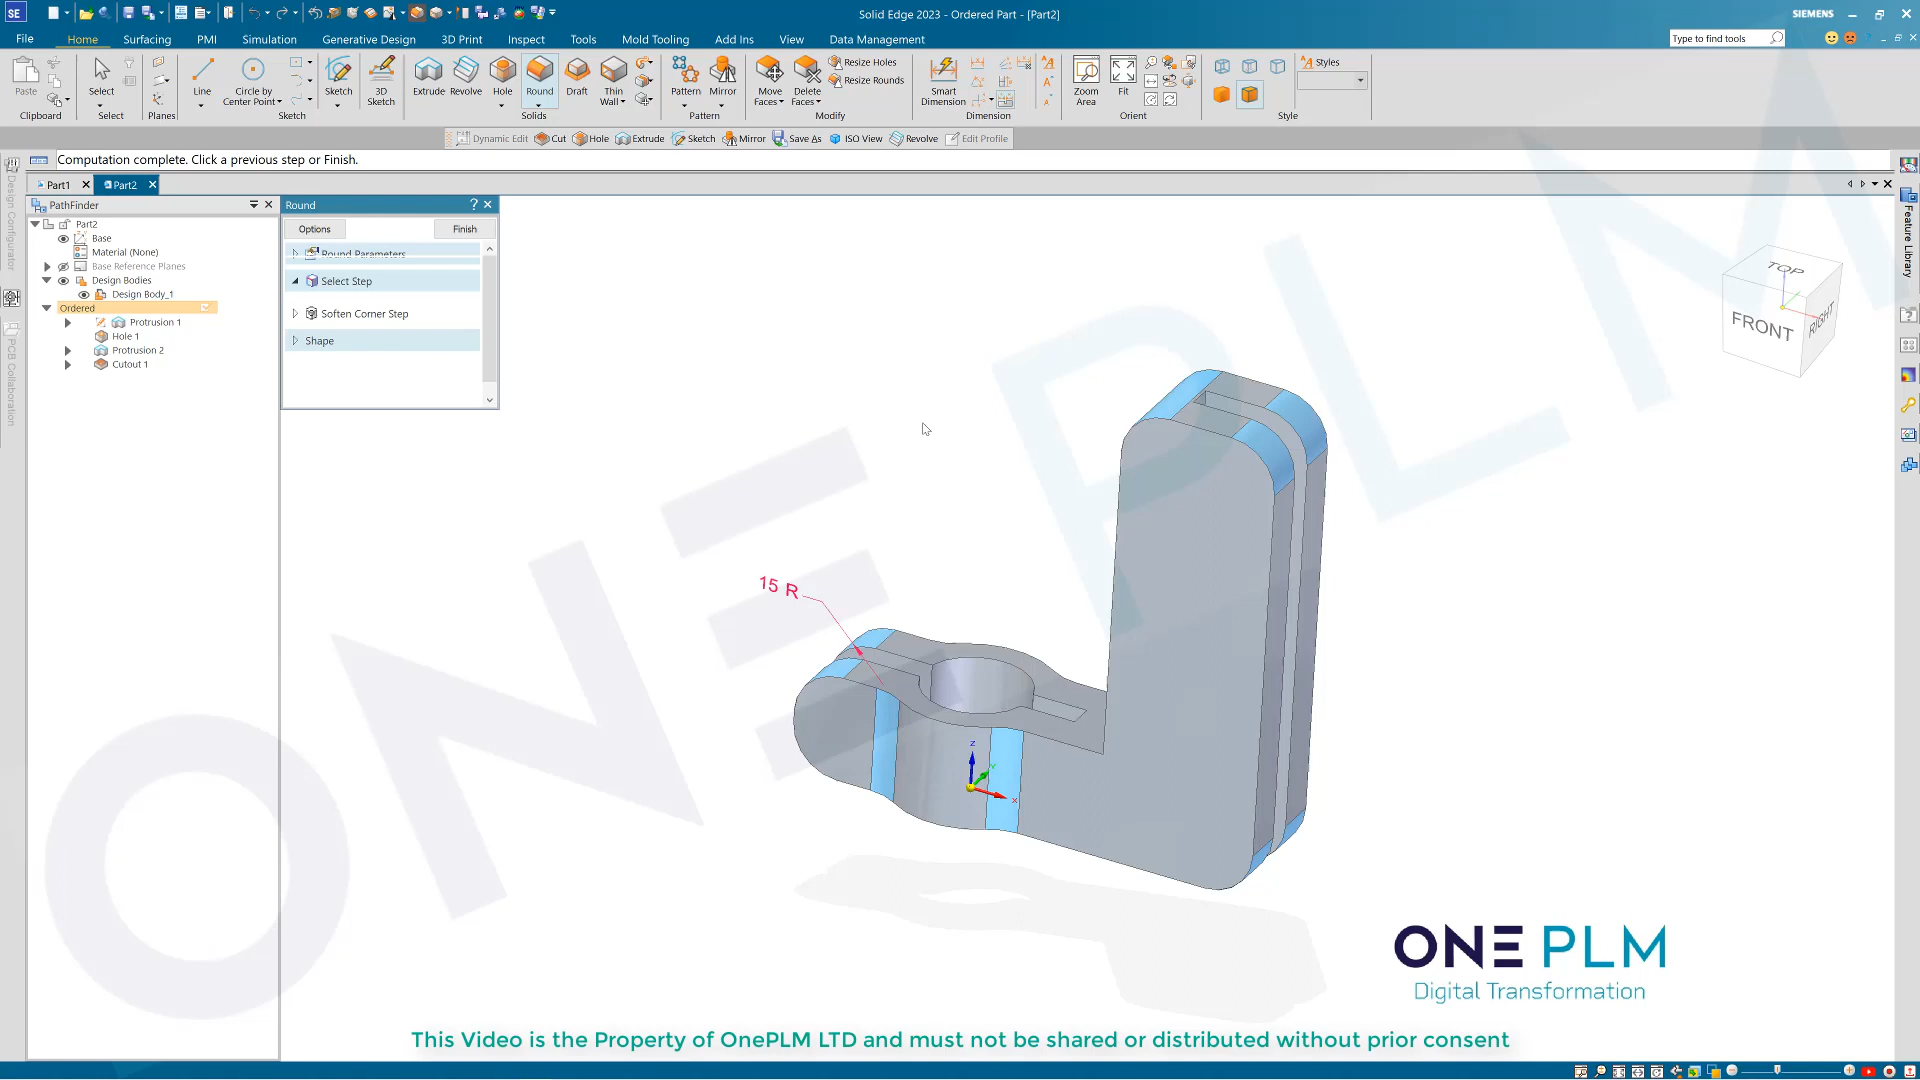 SE
Solid Edge 2023 - Ordered Part - [Part2]
SIEMENS
File
Home
Surfacing
PMI
Simulation
Generative Design
3D Print
Inspect
Tools
Mold Tooling
Add Ins
View
Data Management
Type to find tools
Paste
Select
Line
Circle by
Center Point
Sketch
3D
Sketch
Extrude
Revolve
Hole
Round
Draft
Thin
Wall
Pattern
Mirror
Move
Faces
Delete
Faces
Resize Holes
Resize Rounds
Smart
Dimension
Zoom
Area
Fit
Styles
Clipboard
Select
Planes
Sketch
Solids
Pattern
Modify
Dimension
Orient
Style
Dynamic Edit
Cut
Hole
Extrude
Sketch
Mirror
Save As
ISO View
Revolve
Edit Profile
Computation complete. Click a previous step or Finish.
Part1
Part2
PathFinder
Part2
Base
Material (None)
Base Reference Planes
Design Bodies
Design Body_1
Ordered
Protrusion 1
Hole 1
Protrusion 2
Cutout 1
Round
Options
Finish
Round Parameters
Select Step
Soften Corner Step
Shape
Design Configurator
PCB Collaboration
Feature Library
TOP
FRONT
RIGHT
15 R
Z
Y
X
ONE PLM
ONE PLM
Digital Transformation
This Video is the Property of OnePLM LTD and must not be shared or distributed without prior consent